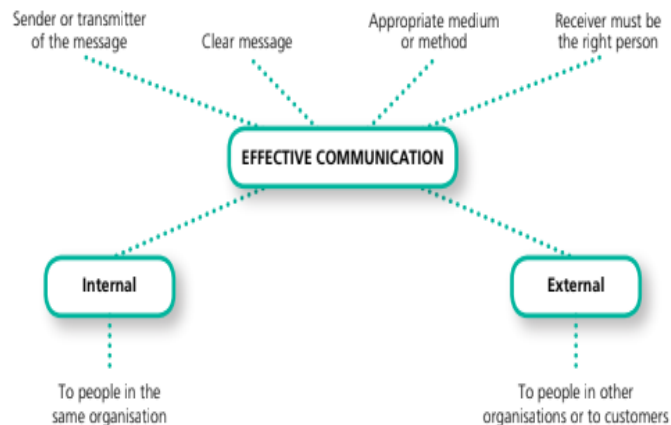 Sender or transmitter
of the message
Clear message
Appropriate medium
or method
Receiver must be
the right person
EFFECTIVE COMMUNICATION
Internal
External
To people in the
same organisation
To people in other
organisations or to customers